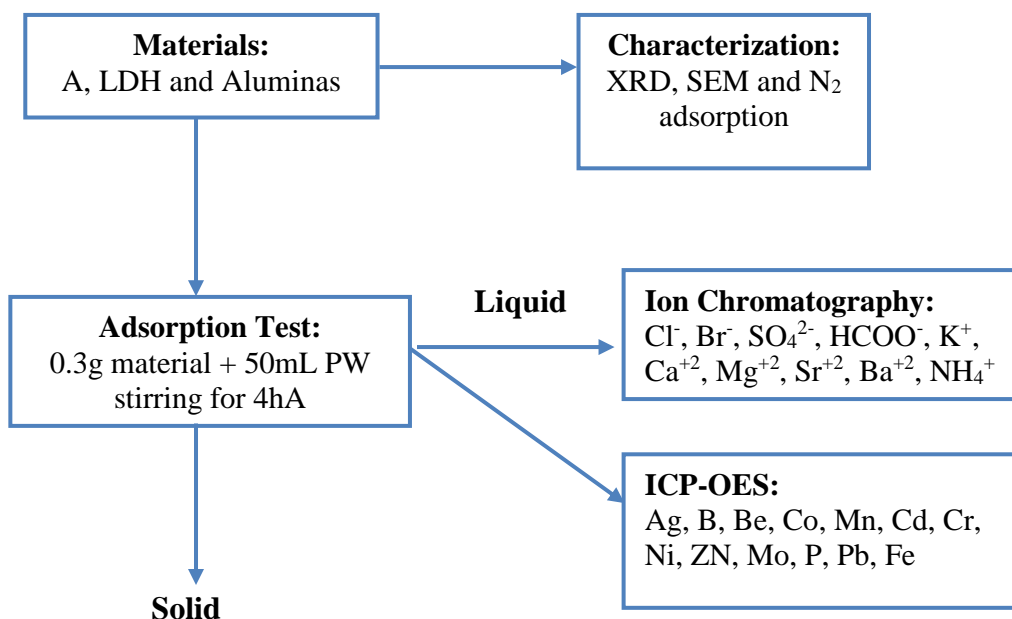 Materials:
A, LDH and Aluminas
Characterization:
XRD, SEM and N₂
adsorption
Adsorption Test:
0.3g material + 50mL PW
stirring for 4hA
Liquid
Ion Chromatography:
Cl⁻, Br⁻, SO₄²⁻, HCOO⁻, K⁺,
Ca⁺², Mg⁺², Sr⁺², Ba⁺², NH₄⁺
ICP-OES:
Ag, B, Be, Co, Mn, Cd, Cr,
Ni, ZN, Mo, P, Pb, Fe
Solid